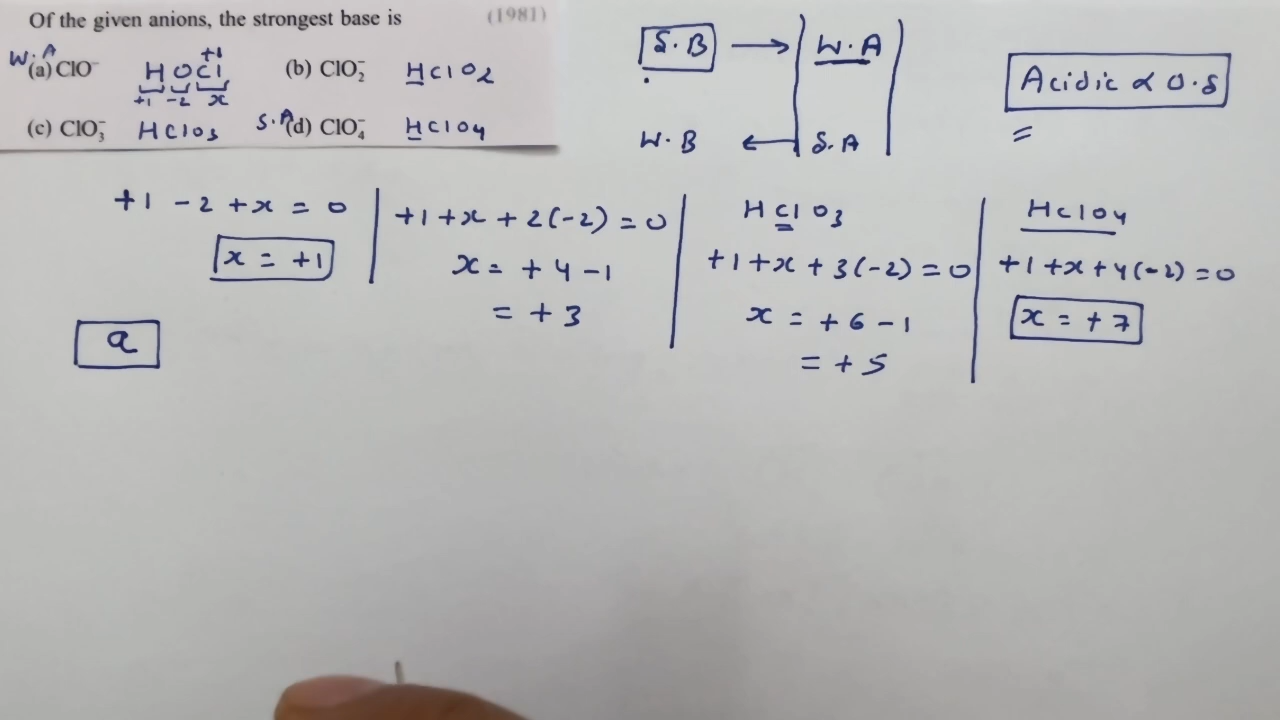 Of the given anions, the strongest base is (1981)
W.A
(a) ClO⁻ HOCl +1 (b) ClO₂⁻ HClO2
+1 -2 x
(c) ClO₃⁻ HClO3 S.A (d) ClO₄⁻ HClO4
S.B → W.A
W.B ← S.A
Acidic ∝ O.S
=
+1 - 2 + x = 0
x = +1
+1 + x + 2(-2) = 0
x = +4 - 1
= +3
HClO3
+1 + x + 3(-2) = 0
x = +6 - 1
= +5
HClO4
+1 + x + 4(-2) = 0
x = +7
a